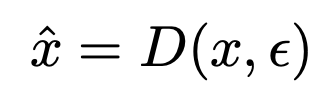 x̂ = D(x, ϵ)